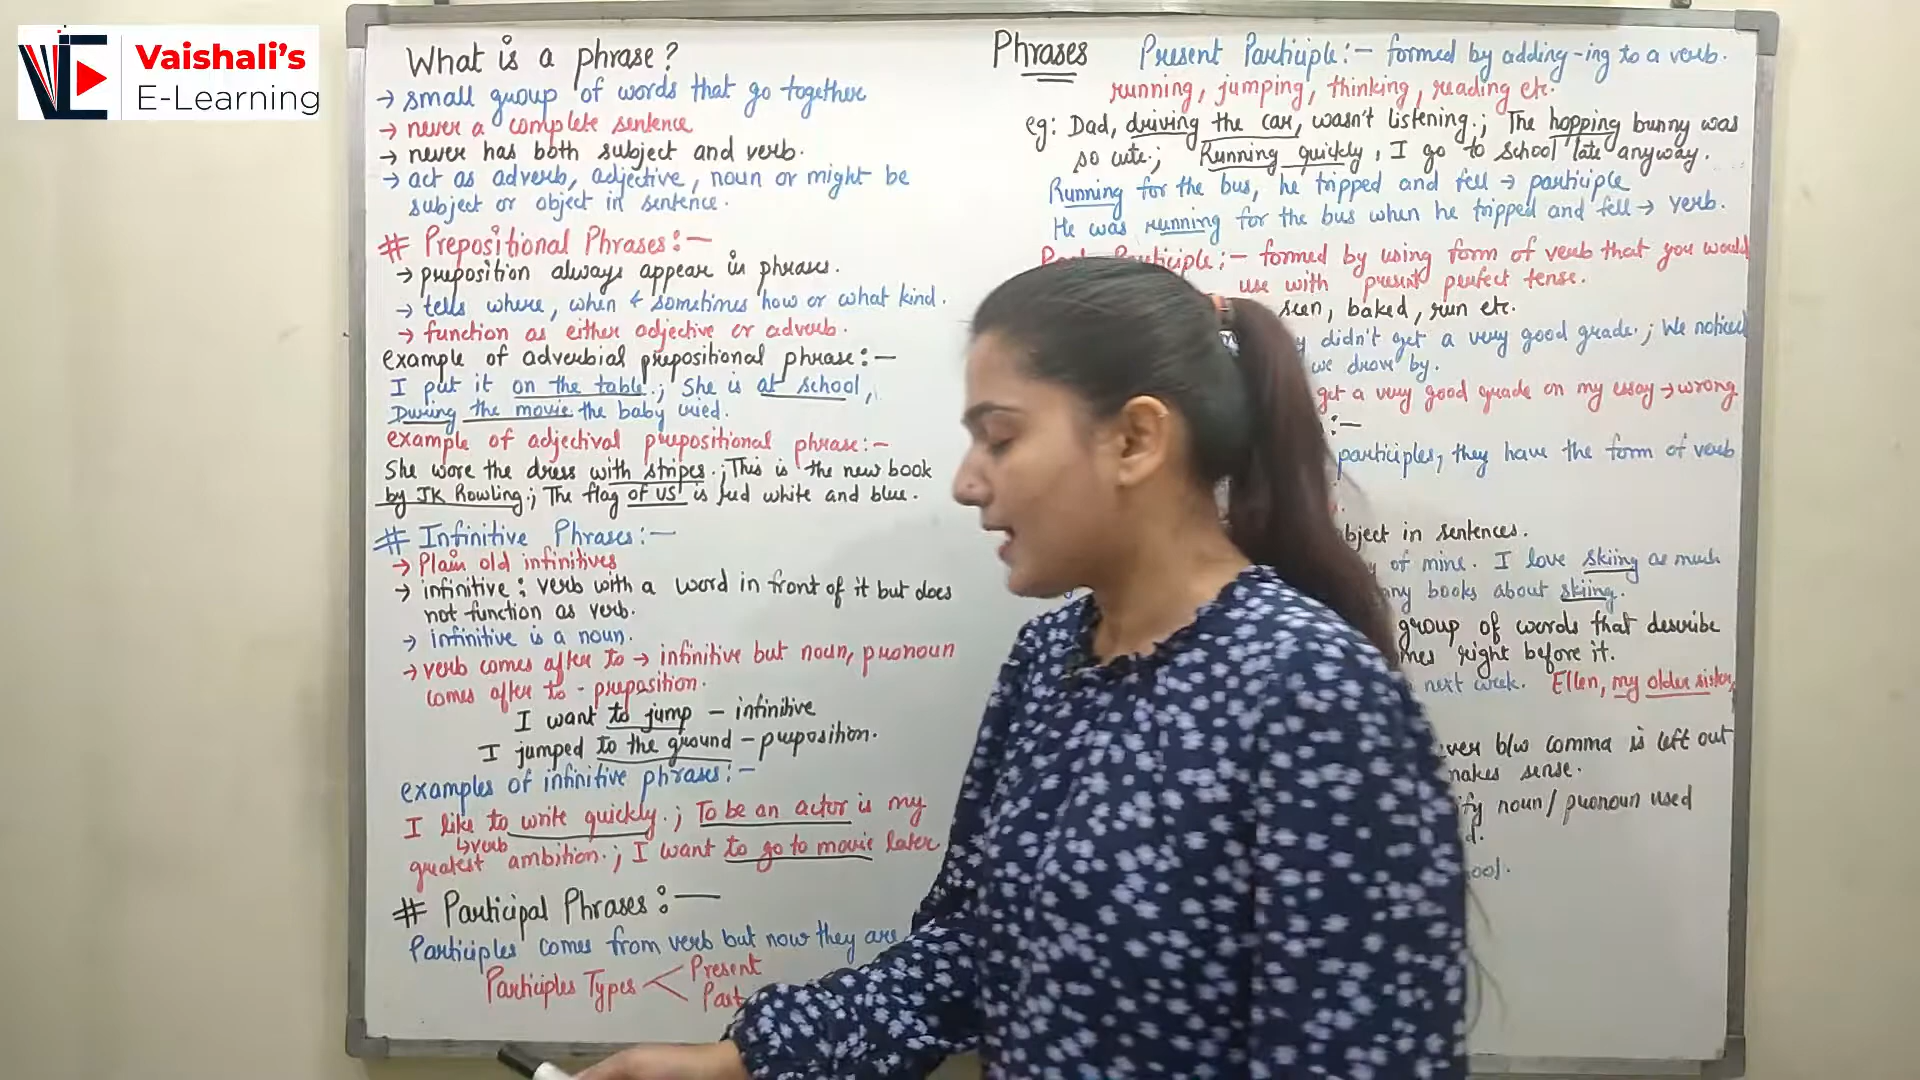 Vaishali's
E-Learning
What is a phrase?
→ small group of words that go together
→ never a complete sentence
→ never has both subject and verb.
→ act as adverb, adjective, noun or might be
subject or object in sentence.
# Prepositional Phrases:-
→ preposition always appear in phrases.
→ tells where, when & sometimes how or what kind.
→ function as either adjective or adverb.
example of adverbial prepositional phrase:-
I put it on the table.; She is at school,
During the movie the baby cried.
example of adjectival prepositional phrase:-
She wore the dress with stripes.; This is the new book
by JK Rowling; The flag of US is red white and blue.
# Infinitive Phrases:-
→ Plain old infinitives
→ infinitive: verb with a word in front of it but does
not function as verb.
→ infinitive is a noun.
→ verb comes after to → infinitive but noun, pronoun
comes after to - preposition.
I want to jump - infinitive
I jumped to the ground - preposition.
examples of infinitive phrases:-
I like to write quickly.; To be an actor is my
↳verb
greatest ambition.; I want to go to movie later
# Participal Phrases:-
Participles comes from verb but now they are
Participles Types < Present
Past
Phrases
Present Participle:- formed by adding -ing to a verb.
running, jumping, thinking, reading etc.
eg: Dad, driving the car, wasn't listening.; The hopping bunny was
so cute.; Running quickly, I go to school late anyway.
Running for the bus, he tripped and fell → participle
He was running for the bus when he tripped and fell → verb.
Participle:- formed by using form of verb that you would
use with present perfect tense.
seen, baked, run etc.
didn't get a very good grade.; We noticed
we drove by.
get a very good grade on my essay → wrong
:-
participles, they have the form of verb
bject in sentences.
of mine. I love skiing as much
ny books about skiing.
group of words that describe
mes right before it.
next week. Ellen, my older sister,
ver b/w comma is left out
makes sense.
ify noun/pronoun used
d.
ool.